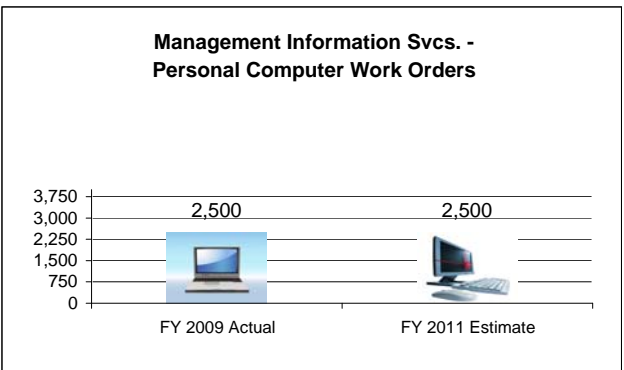 Management Information Svcs. -
Personal Computer Work Orders
3,750
3,000
2,250
1,500
750
0
2,500
2,500
FY 2009 Actual
FY 2011 Estimate